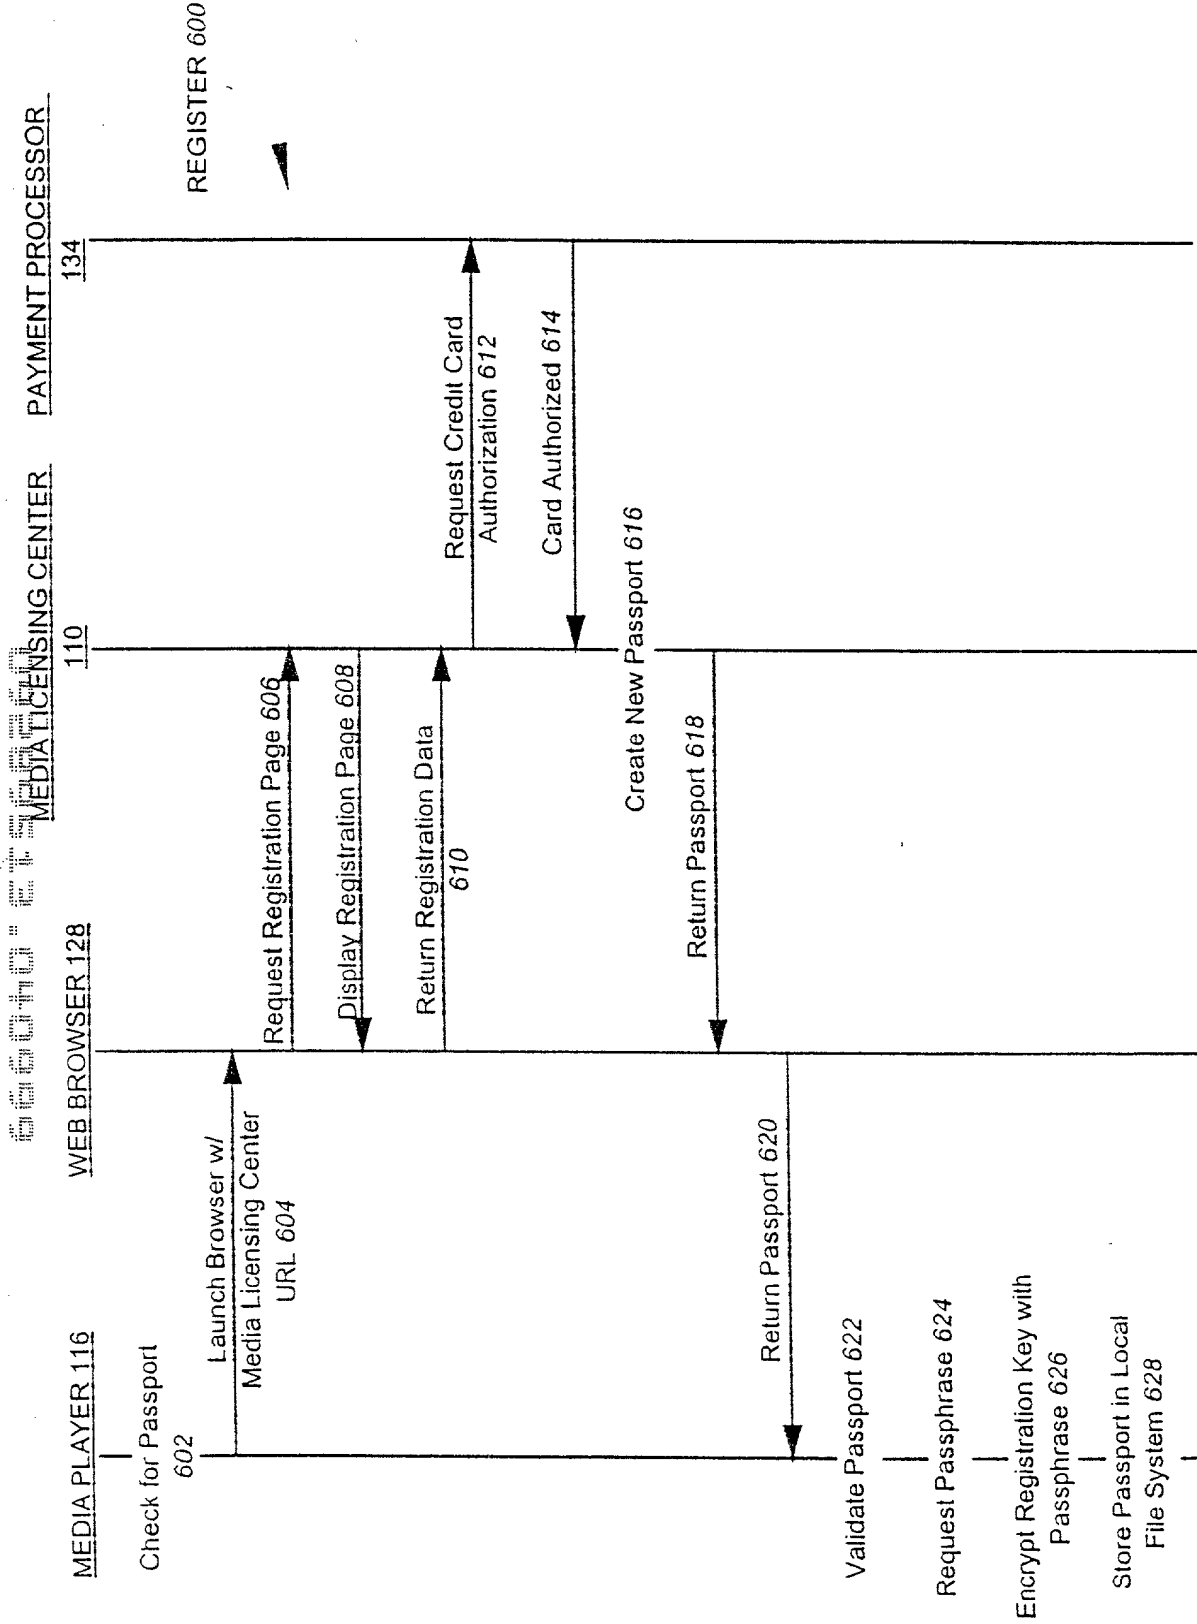 MEDIA PLAYER 116
WEB BROWSER 128
MEDIA LICENSING CENTER
110
PAYMENT PROCESSOR
134
REGISTER 600
Check for Passport
602
Launch Browser w/
Media Licensing Center
URL 604
Request Registration Page 606
Display Registration Page 608
Return Registration Data
610
Request Credit Card
Authorization 612
Card Authorized 614
Create New Passport 616
Return Passport 618
Return Passport 620
Validate Passport 622
Request Passphrase 624
Encrypt Registration Key with
Passphrase 626
Store Passport in Local
File System 628